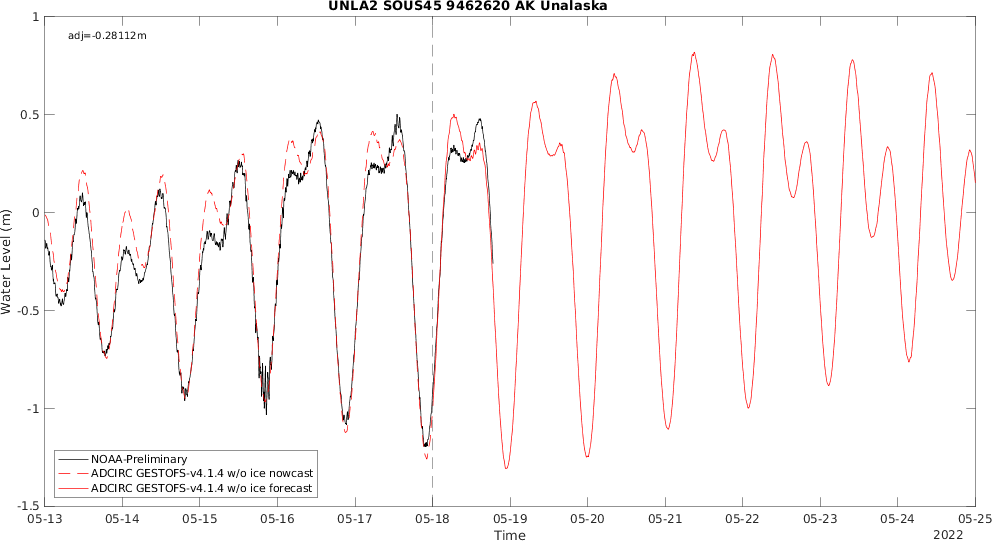 UNLA2 SOUS45 9462620 AK Unalaska
adj=-0.28112m
1
0.5
0
-0.5
-1
-1.5
Water Level (m)
NOAA-Preliminary
ADCIRC GESTOFS-v4.1.4 w/o ice nowcast
ADCIRC GESTOFS-v4.1.4 w/o ice forecast
05-13 05-14 05-15 05-16 05-17 05-18 05-19 05-20 05-21 05-22 05-23 05-24 05-25
Time
2022